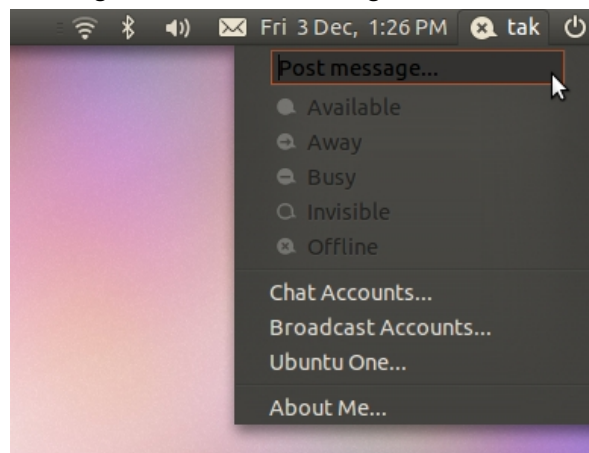 Fri 3 Dec, 1:26 PM tak
Post message...
Available
Away
Busy
Invisible
Offline
Chat Accounts...
Broadcast Accounts...
Ubuntu One...
About Me...